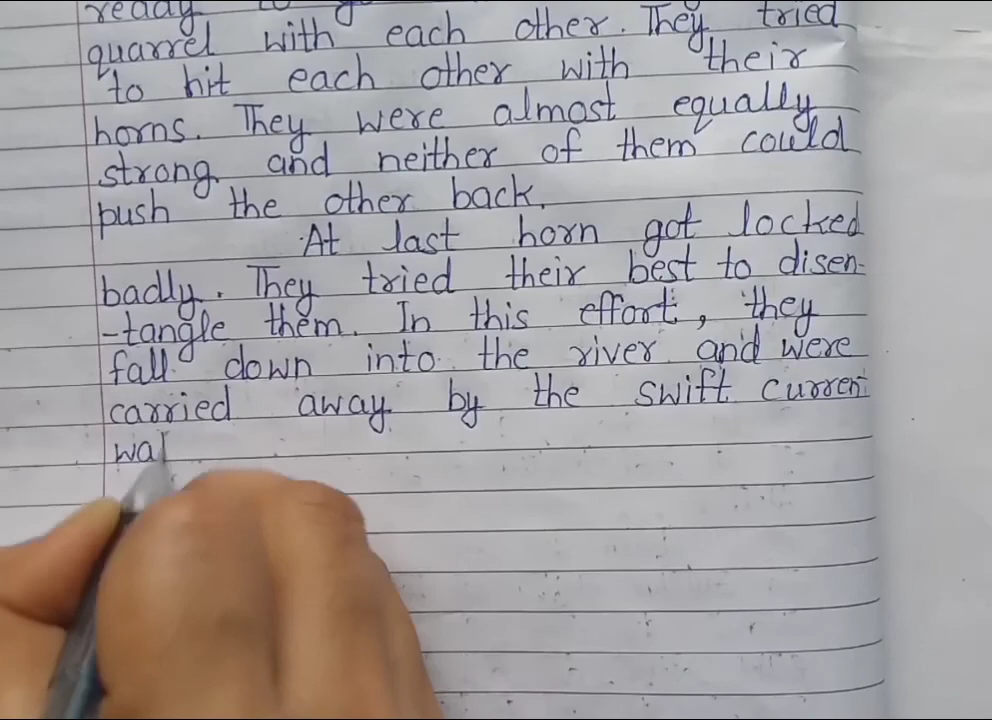 ready to
quarrel with each other. They tried
to hit each other with their
horns. They were almost equally
strong and neither of them could
push the other back.
At last horn got locked
badly. They tried their best to disen-
-tangle them. In this effort, they
fall down into the river and were
carried away by the swift current
wa